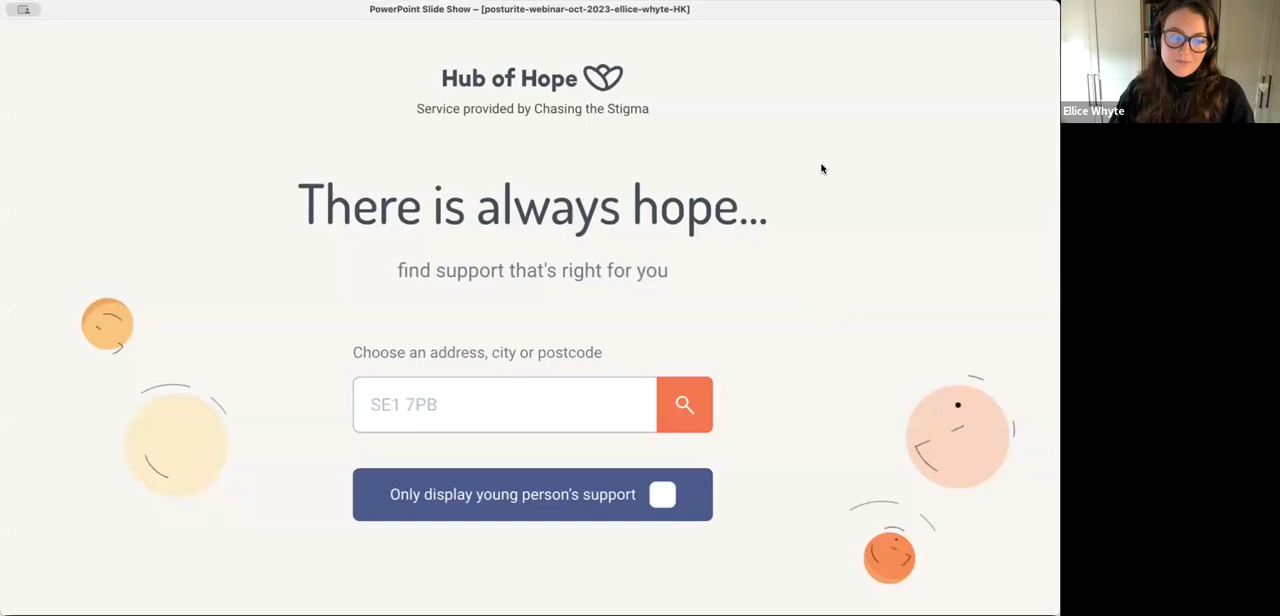 PowerPoint Slide Show – [posturite-webinar-oct-2023-ellice-whyte-HK]
Hub of Hope
Service provided by Chasing the Stigma
There is always hope...
find support that's right for you
Choose an address, city or postcode
SE1 7PB
Only display young person's support
Ellice Whyte